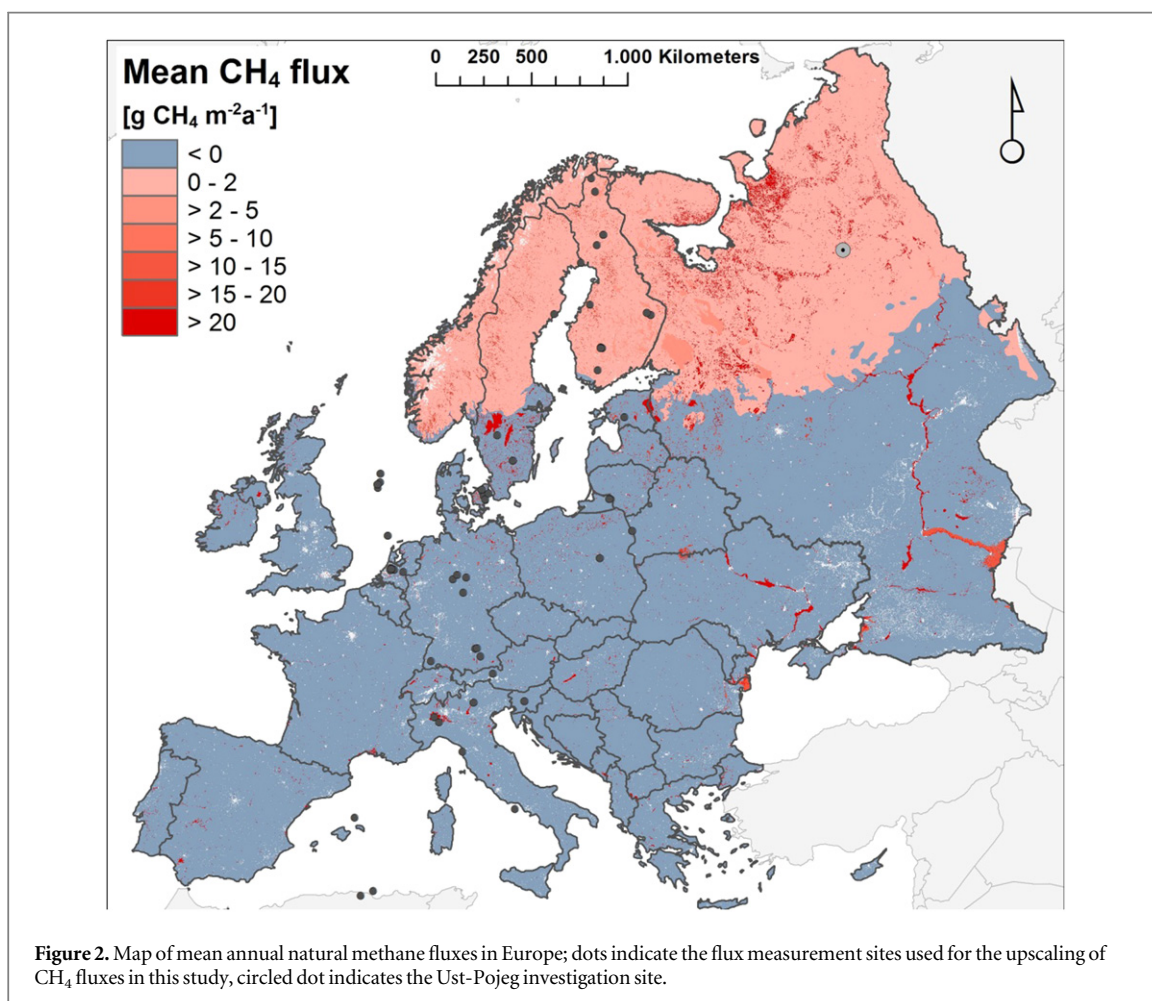 Mean CH₄ flux
[g CH₄ m⁻²a⁻¹]
< 0
0 - 2
> 2 - 5
> 5 - 10
> 10 - 15
> 15 - 20
> 20
0 250 500 1.000 Kilometers
Figure 2. Map of mean annual natural methane fluxes in Europe; dots indicate the flux measurement sites used for the upscaling of
CH₄ fluxes in this study, circled dot indicates the Ust-Pojeg investigation site.